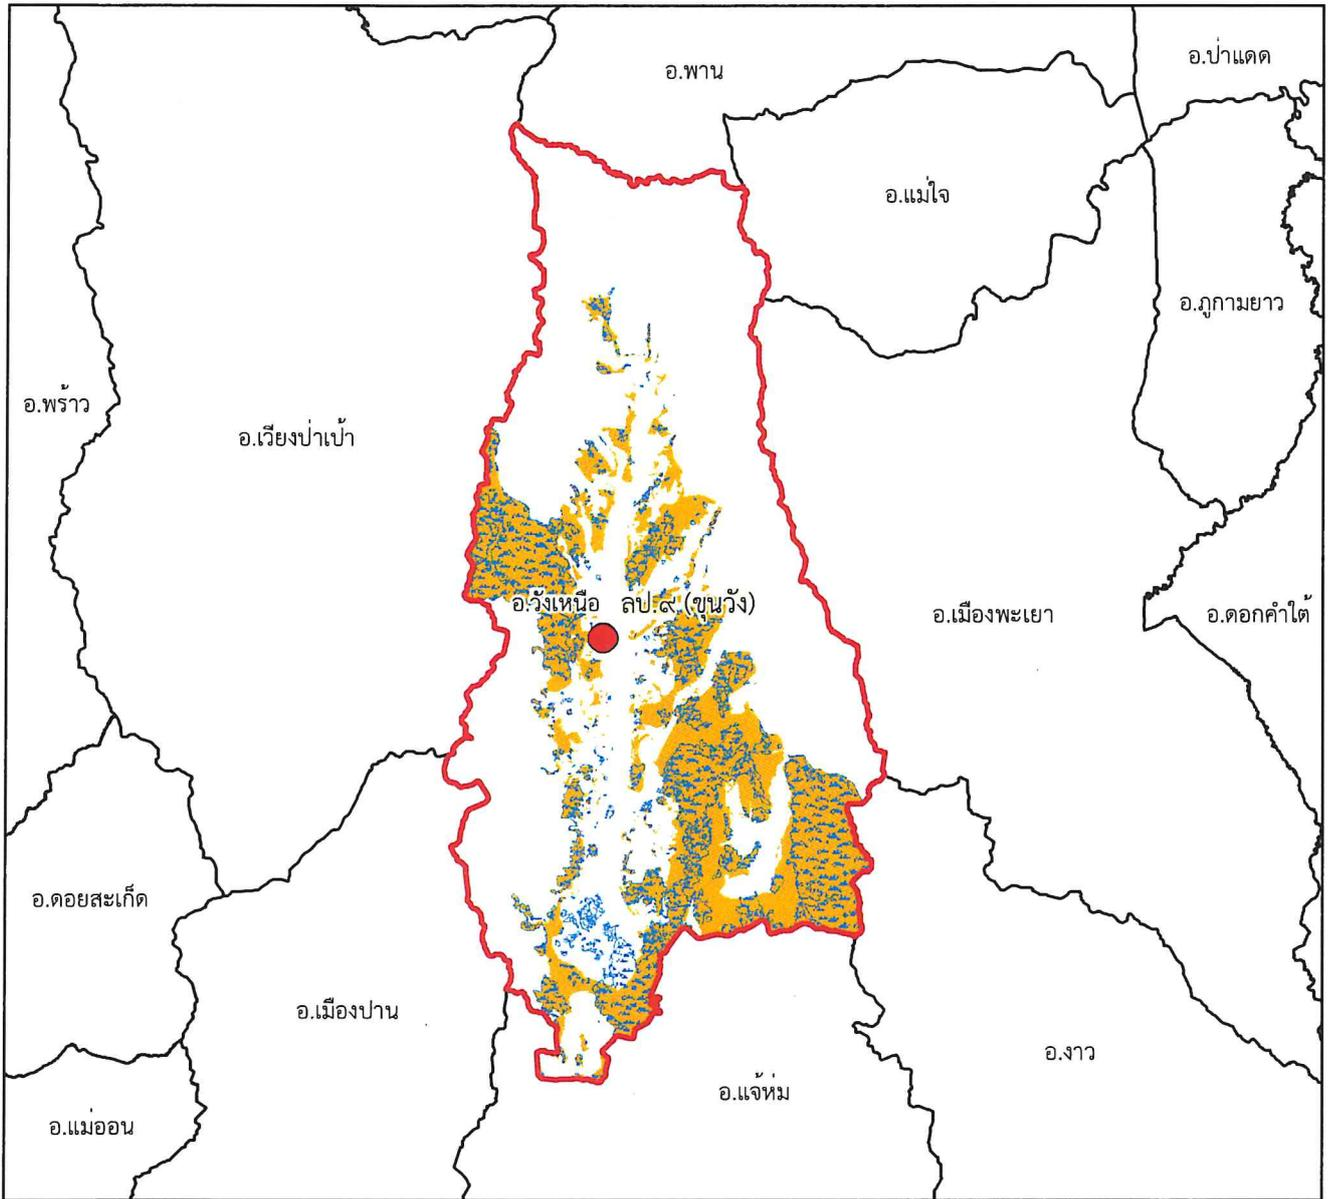 อ.ป่าแดด
อ.พาน
อ.แม่ใจ
อ.ภูกามยาว
อ.พร้าว
อ.เวียงป่าเป้า
อ.วังเหนือ ลป.๙ (ขุนวัง)
อ.เมืองพะเยา
อ.ดอกคำใต้
อ.ดอยสะเก็ด
อ.เมืองปาน
อ.งาว
อ.แจ้ห่ม
อ.แม่ออน